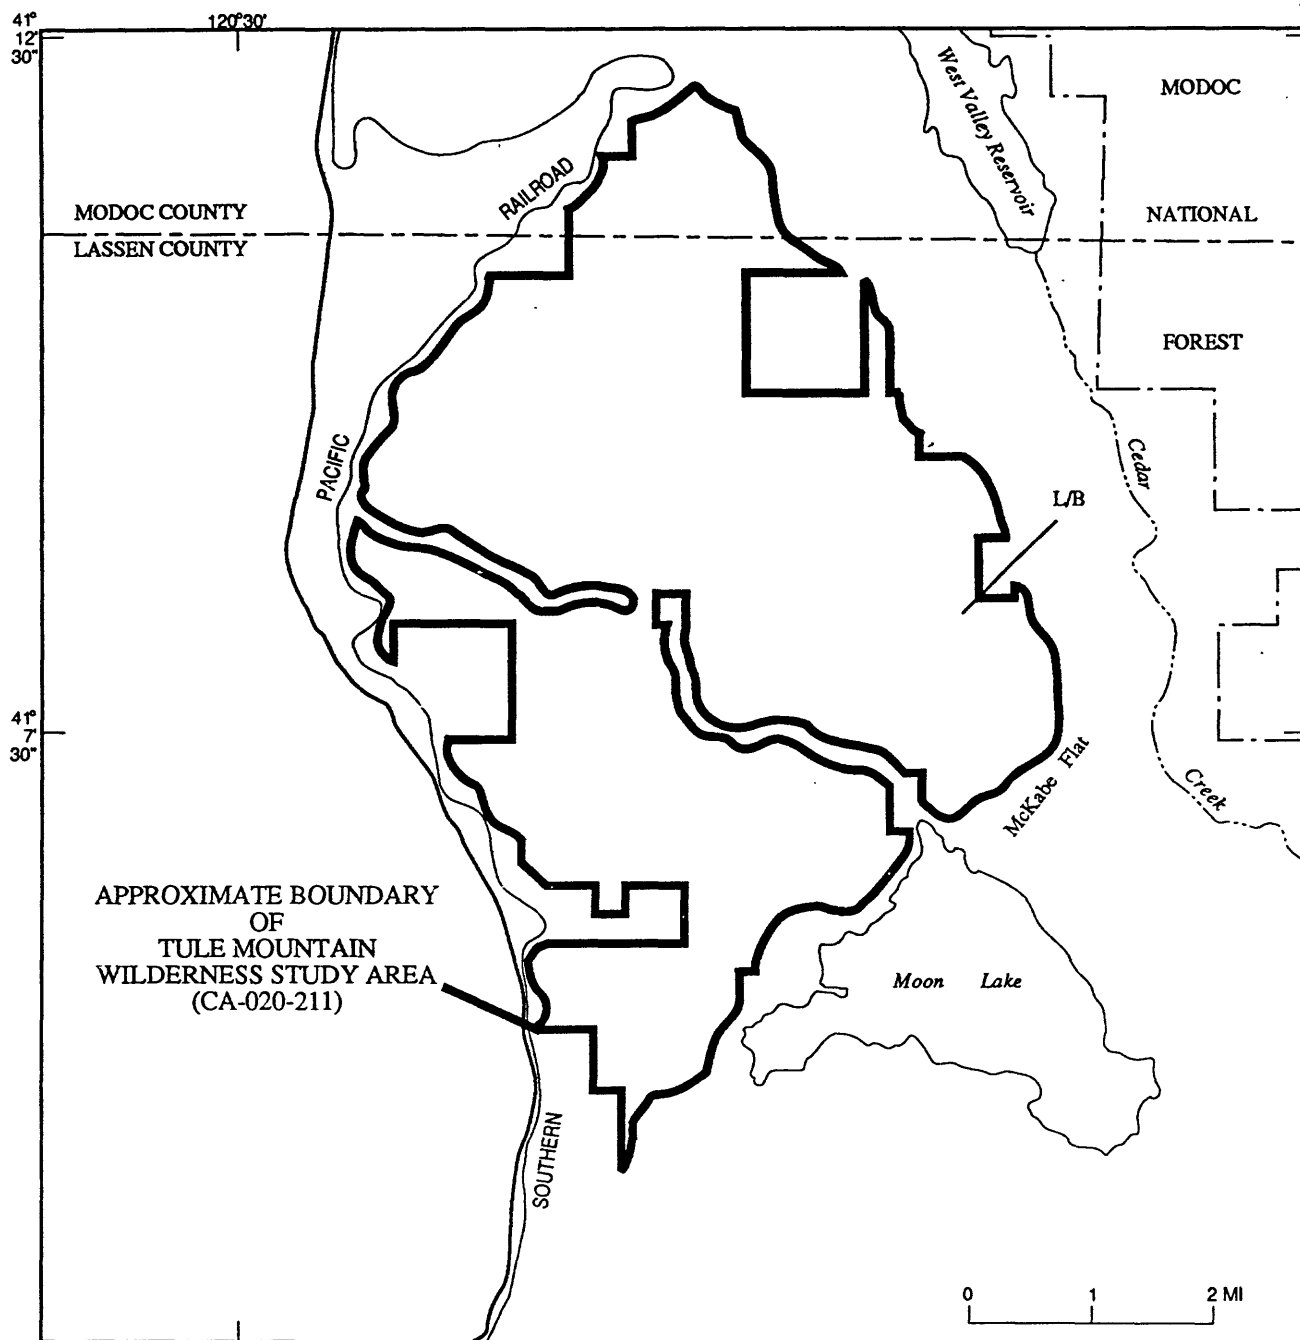 41°
12'
30"
120°30'
West Valley Reservoir
MODOC
RAILROAD
MODOC COUNTY
NATIONAL
LASSEN COUNTY
FOREST
PACIFIC
Cedar
L/B
41°
7'
30"
McKabe Flat
Creek
APPROXIMATE BOUNDARY
OF
TULE MOUNTAIN
WILDERNESS STUDY AREA
(CA-020-211)
Moon Lake
SOUTHERN
0 1 2 MI